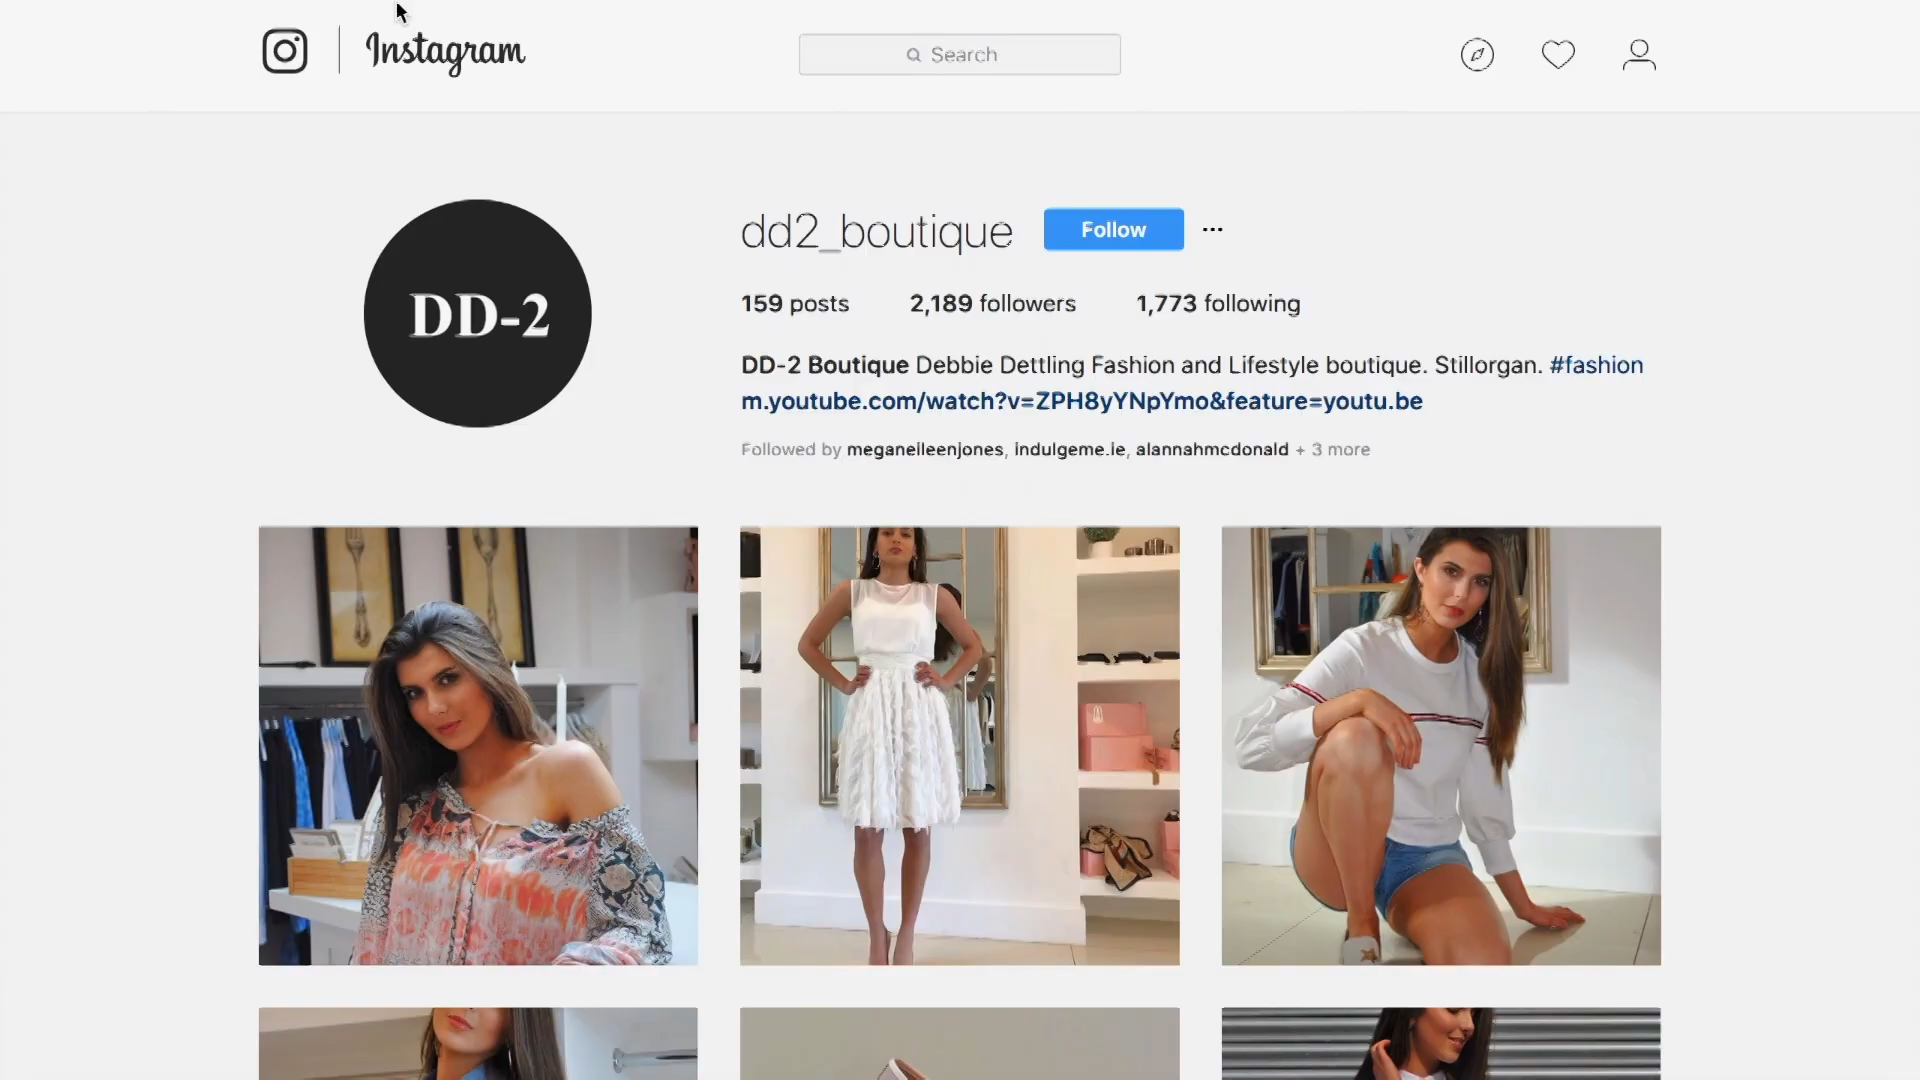 Instagram
Search
dd2_boutique Follow ...
159 posts 2,189 followers 1,773 following
DD-2
DD-2 Boutique Debbie Dettling Fashion and Lifestyle boutique. Stillorgan. #fashion
m.youtube.com/watch?v=ZPH8yYNpYmo&feature=youtu.be
Followed by meganeileenjones, indulgeme.ie, alannahmcdonald + 3 more